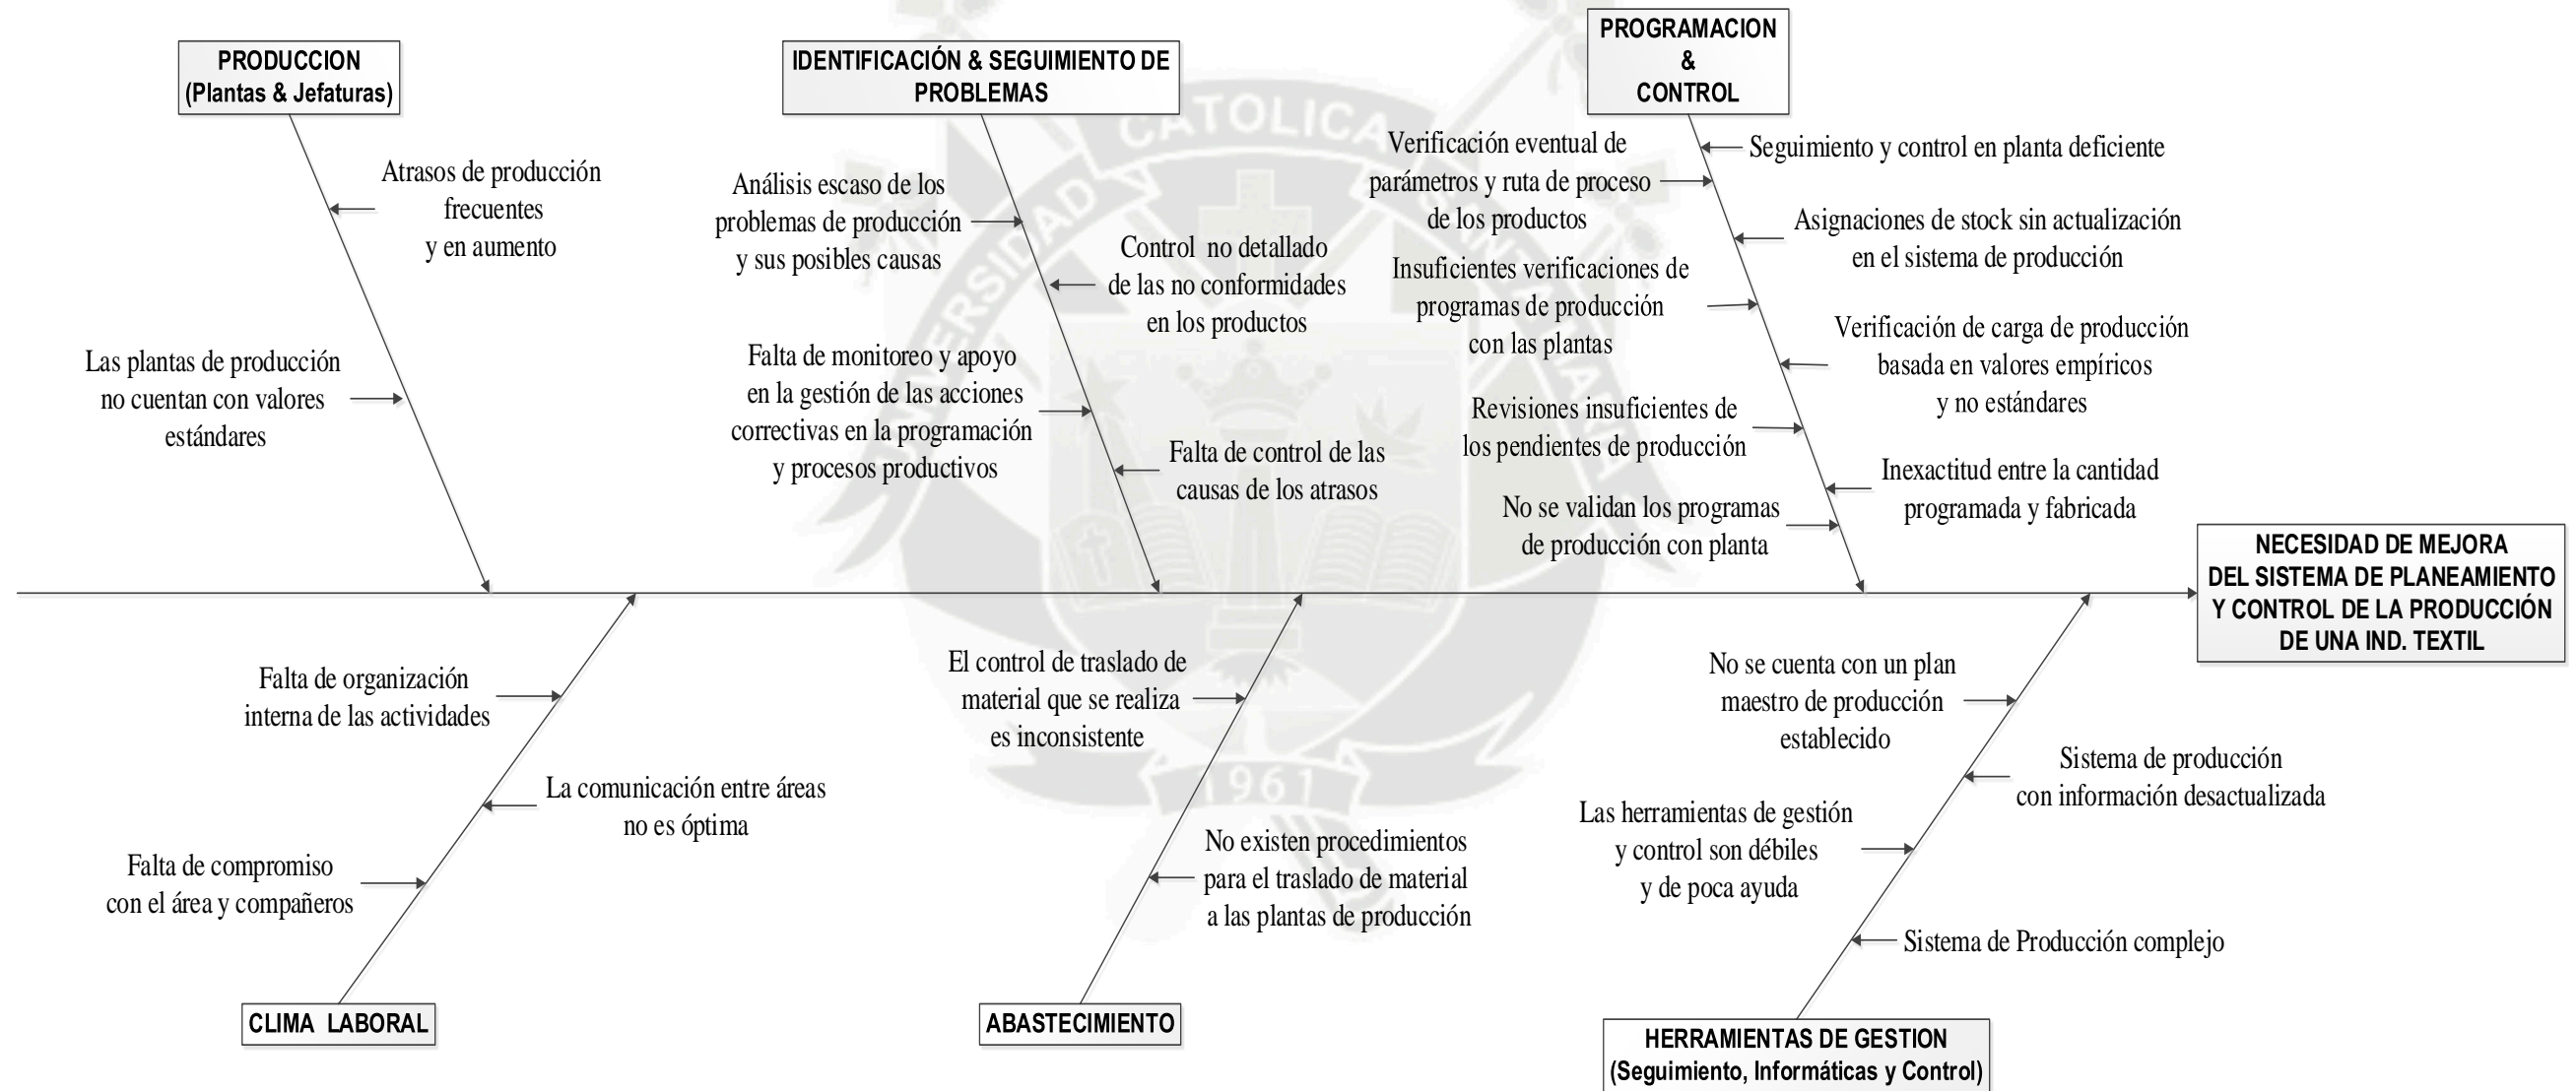 PRODUCCION
(Plantas & Jefaturas)
Atrasos de producción
frecuentes
y en aumento
Las plantas de producción
no cuentan con valores
estándares
IDENTIFICACIÓN & SEGUIMIENTO DE
PROBLEMAS
Análisis escaso de los
problemas de producción
y sus posibles causas
Control no detallado
de las no conformidades
en los productos
Falta de monitoreo y apoyo
en la gestión de las acciones
correctivas en la programación
y procesos productivos
Falta de control de las
causas de los atrasos
PROGRAMACION
&
CONTROL
Seguimiento y control en planta deficiente
Verificación eventual de
parámetros y ruta de proceso
de los productos
Asignaciones de stock sin actualización
en el sistema de producción
Insuficientes verificaciones de
programas de producción
con las plantas
Verificación de carga de producción
basada en valores empíricos
y no estándares
Revisiones insuficientes de
los pendientes de producción
Inexactitud entre la cantidad
programada y fabricada
No se validan los programas
de producción con planta
NECESIDAD DE MEJORA
DEL SISTEMA DE PLANEAMIENTO
Y CONTROL DE LA PRODUCCIÓN
DE UNA IND. TEXTIL
Falta de organización
interna de las actividades
La comunicación entre áreas
no es óptima
Falta de compromiso
con el área y compañeros
CLIMA LABORAL
El control de traslado de
material que se realiza
es inconsistente
No existen procedimientos
para el traslado de material
a las plantas de producción
ABASTECIMIENTO
No se cuenta con un plan
maestro de producción
establecido
Sistema de producción
con información desactualizada
Las herramientas de gestión
y control son débiles
y de poca ayuda
Sistema de Producción complejo
HERRAMIENTAS DE GESTION
(Seguimiento, Informáticas y Control)
UNIVERSIDAD CATOLICA SANTA MARIA
1961